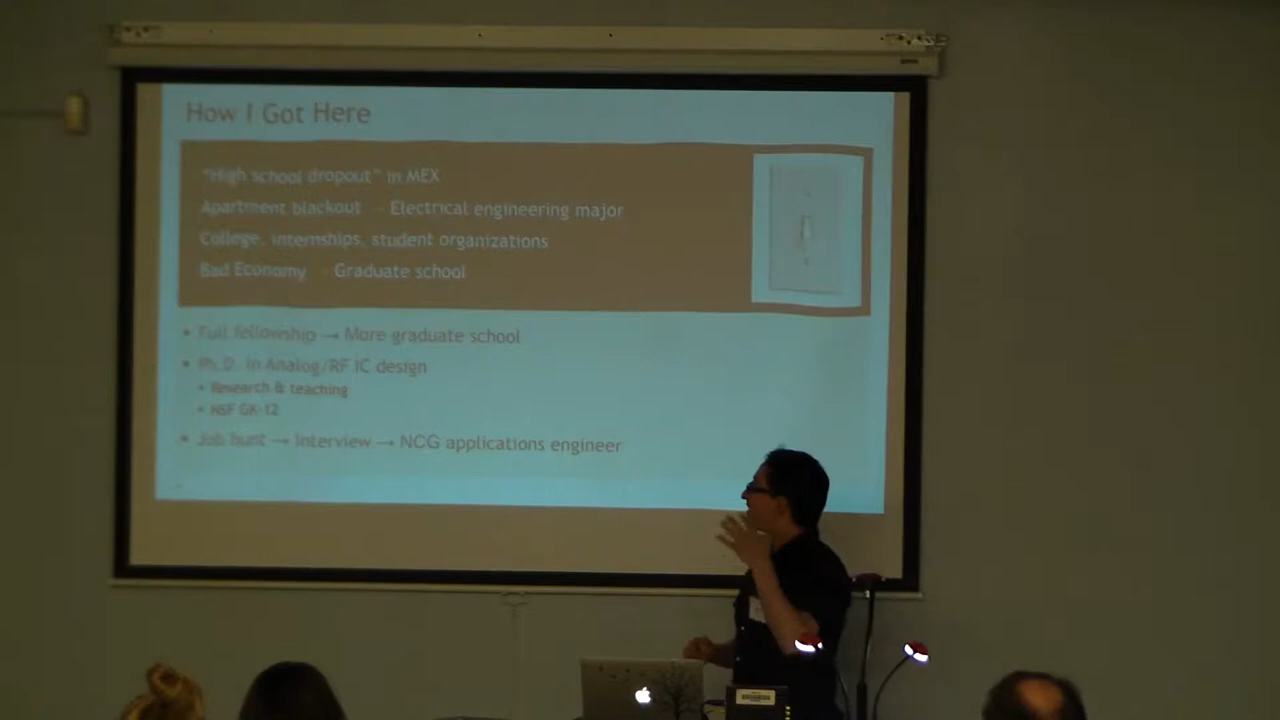 How I Got Here
"High school dropout" in MEX
Apartment blackout → Electrical engineering major
College, internships, student organizations
Bad Economy → Graduate school
• Full fellowship → More graduate school
• Ph.D. in Analog/RF IC design
• Research & teaching
• NSF GK-12
• Job hunt → Interview → NCG applications engineer